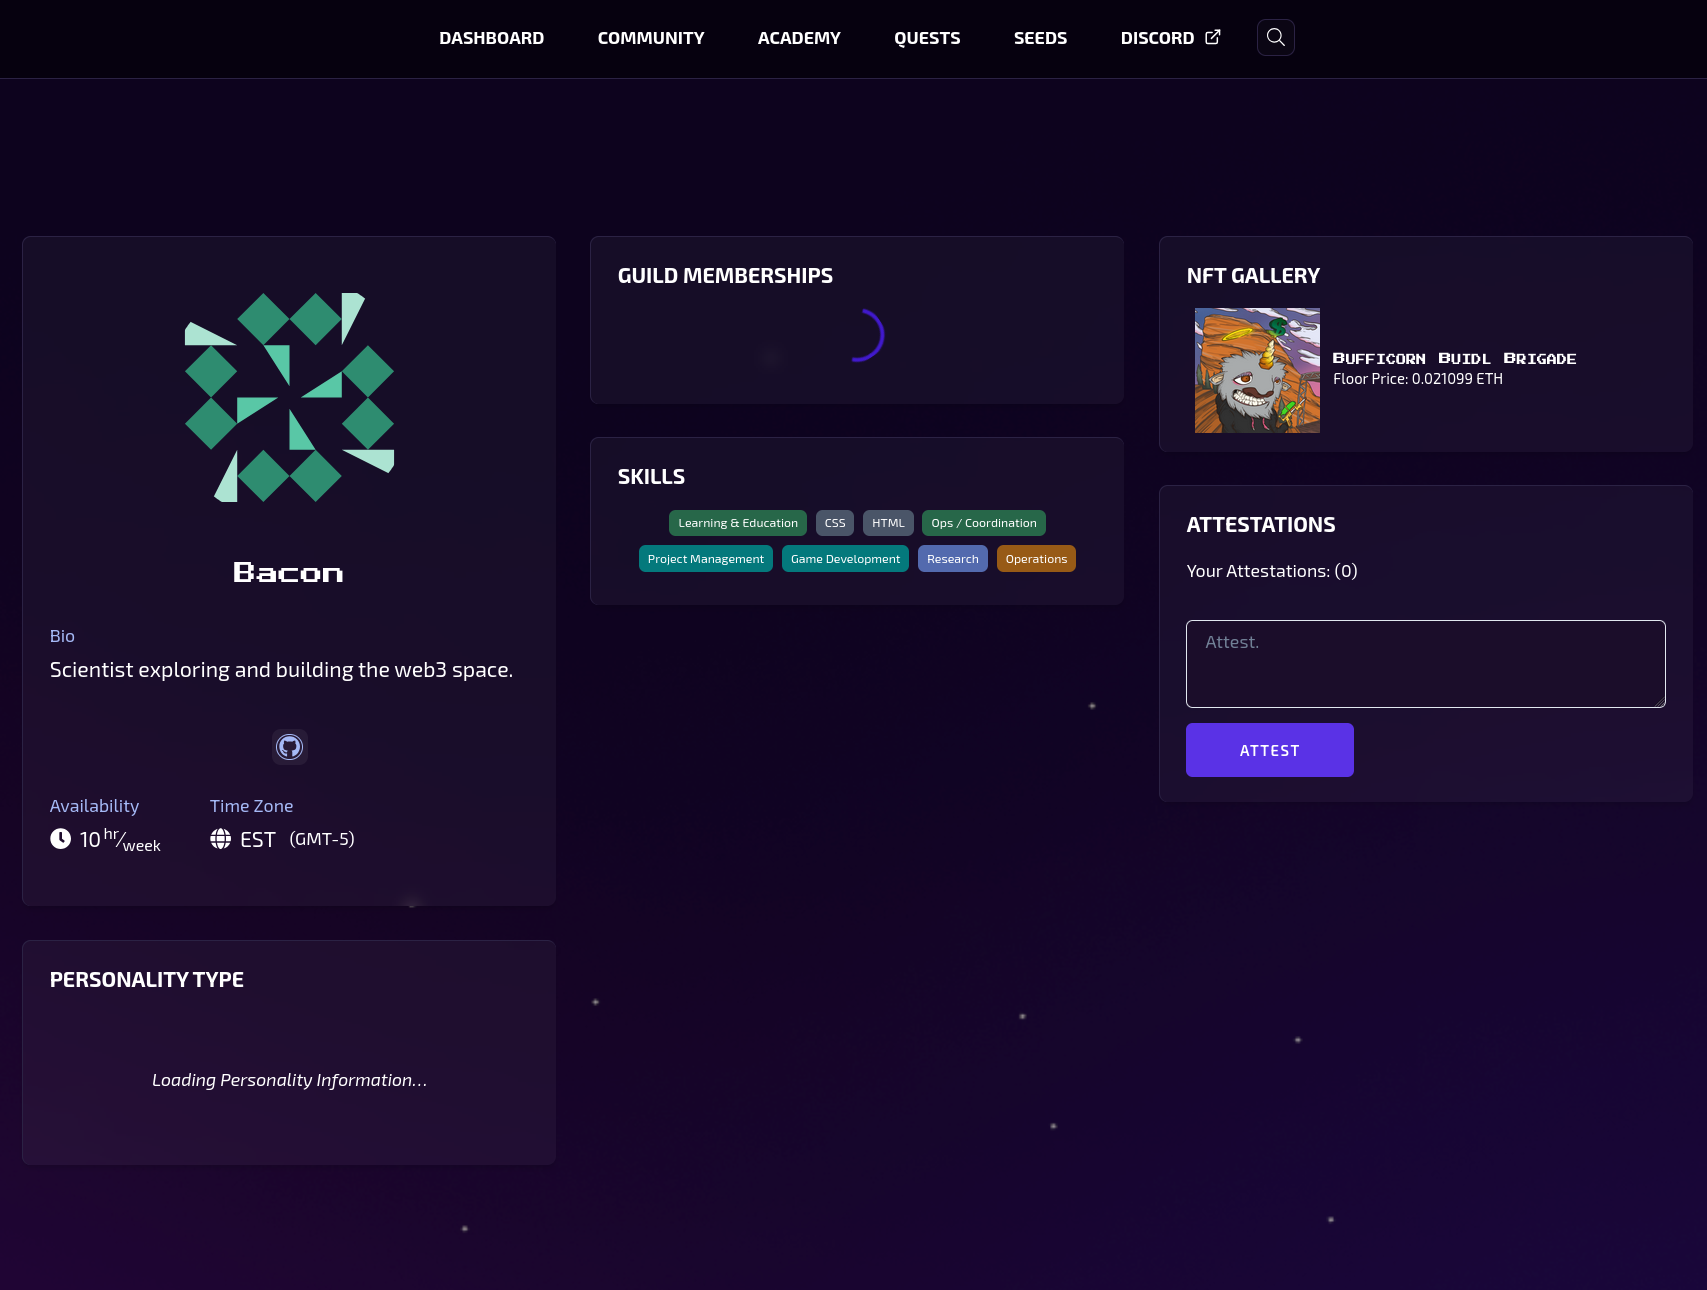 DASHBOARD
COMMUNITY
ACADEMY
QUESTS
SEEDS
DISCORD
Bacon
Bio
Scientist exploring and building the web3 space.
Availability
10 hr/week
Time Zone
EST (GMT-5)
PERSONALITY TYPE
Loading Personality Information…
GUILD MEMBERSHIPS
SKILLS
Learning & Education
CSS
HTML
Ops / Coordination
Project Management
Game Development
Research
Operations
NFT GALLERY
Bufficorn Buidl Brigade
Floor Price: 0.021099 ETH
ATTESTATIONS
Your Attestations: (0)
Attest.
ATTEST